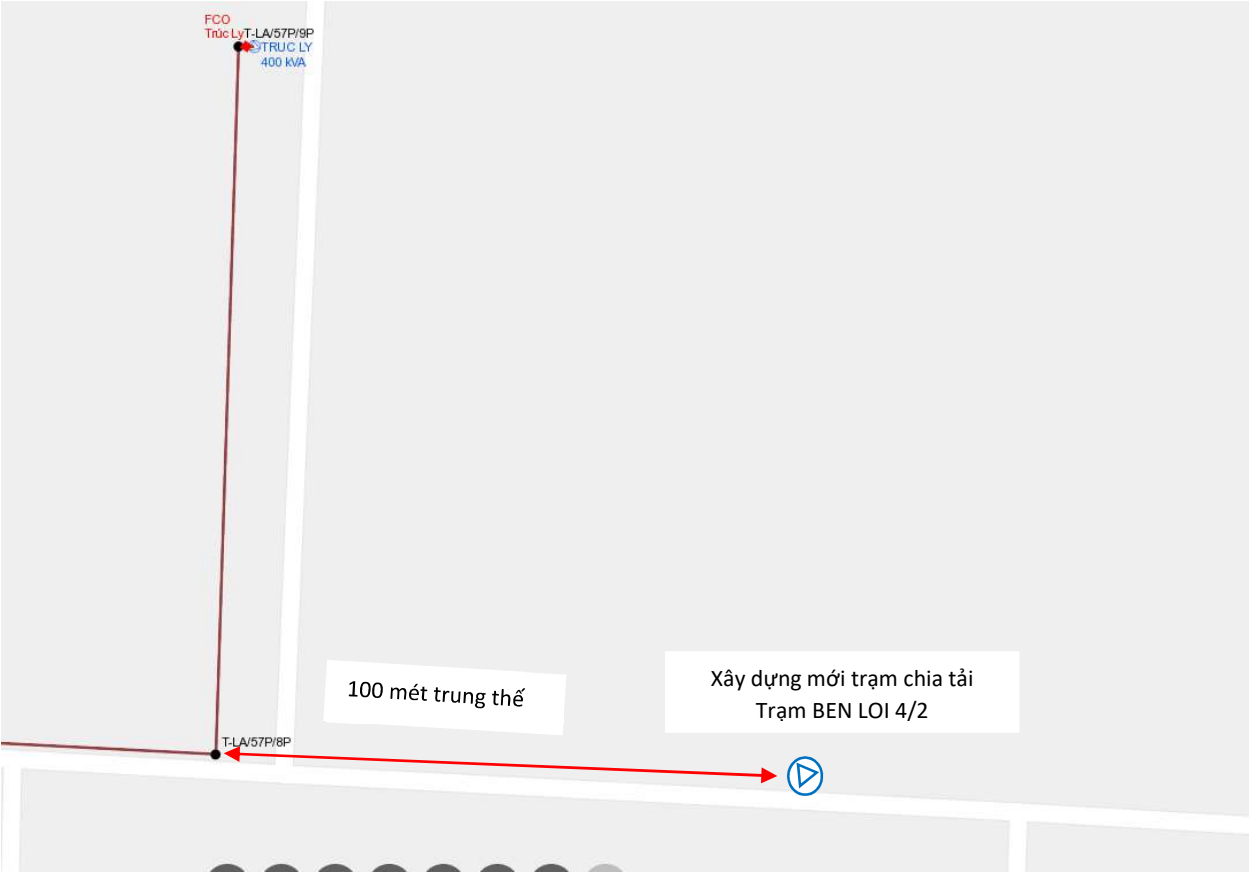 FCO
Trúc LyT-LA/57P/9P
TRUC LY
400 kVA
100 mét trung thế
Xây dựng mới trạm chia tải
Trạm BEN LOI 4/2
T-LA/57P/8P